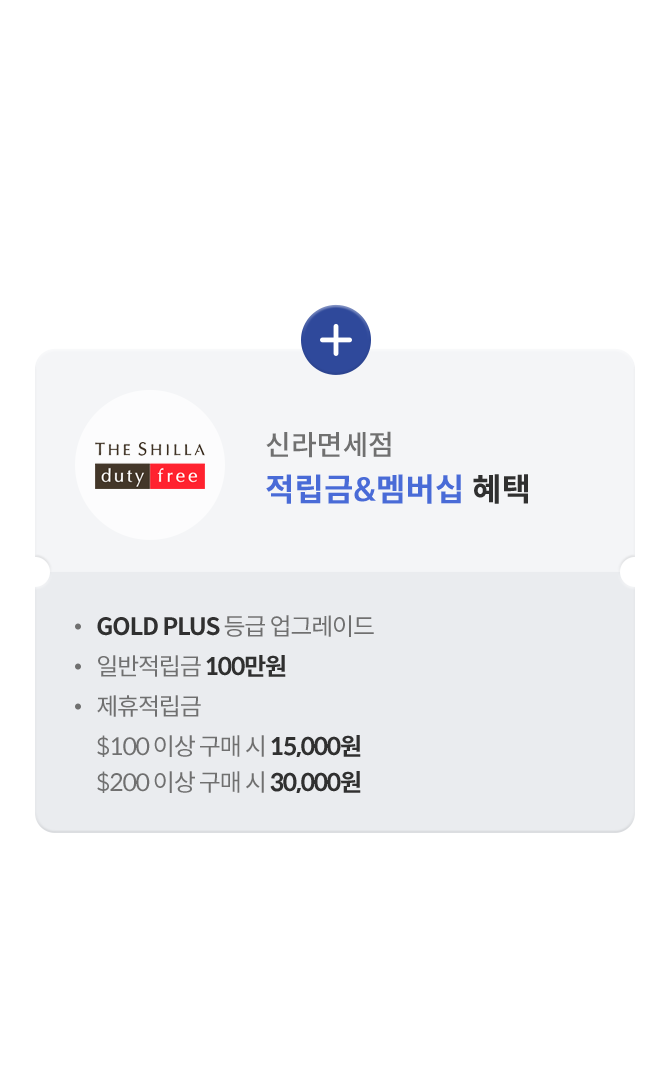 THE SHILLA
duty free
신라면세점
적립금&멤버십 혜택
• GOLD PLUS 등급 업그레이드
• 일반적립금 100만원
• 제휴적립금
$100 이상 구매 시 15,000원
$200 이상 구매 시 30,000원